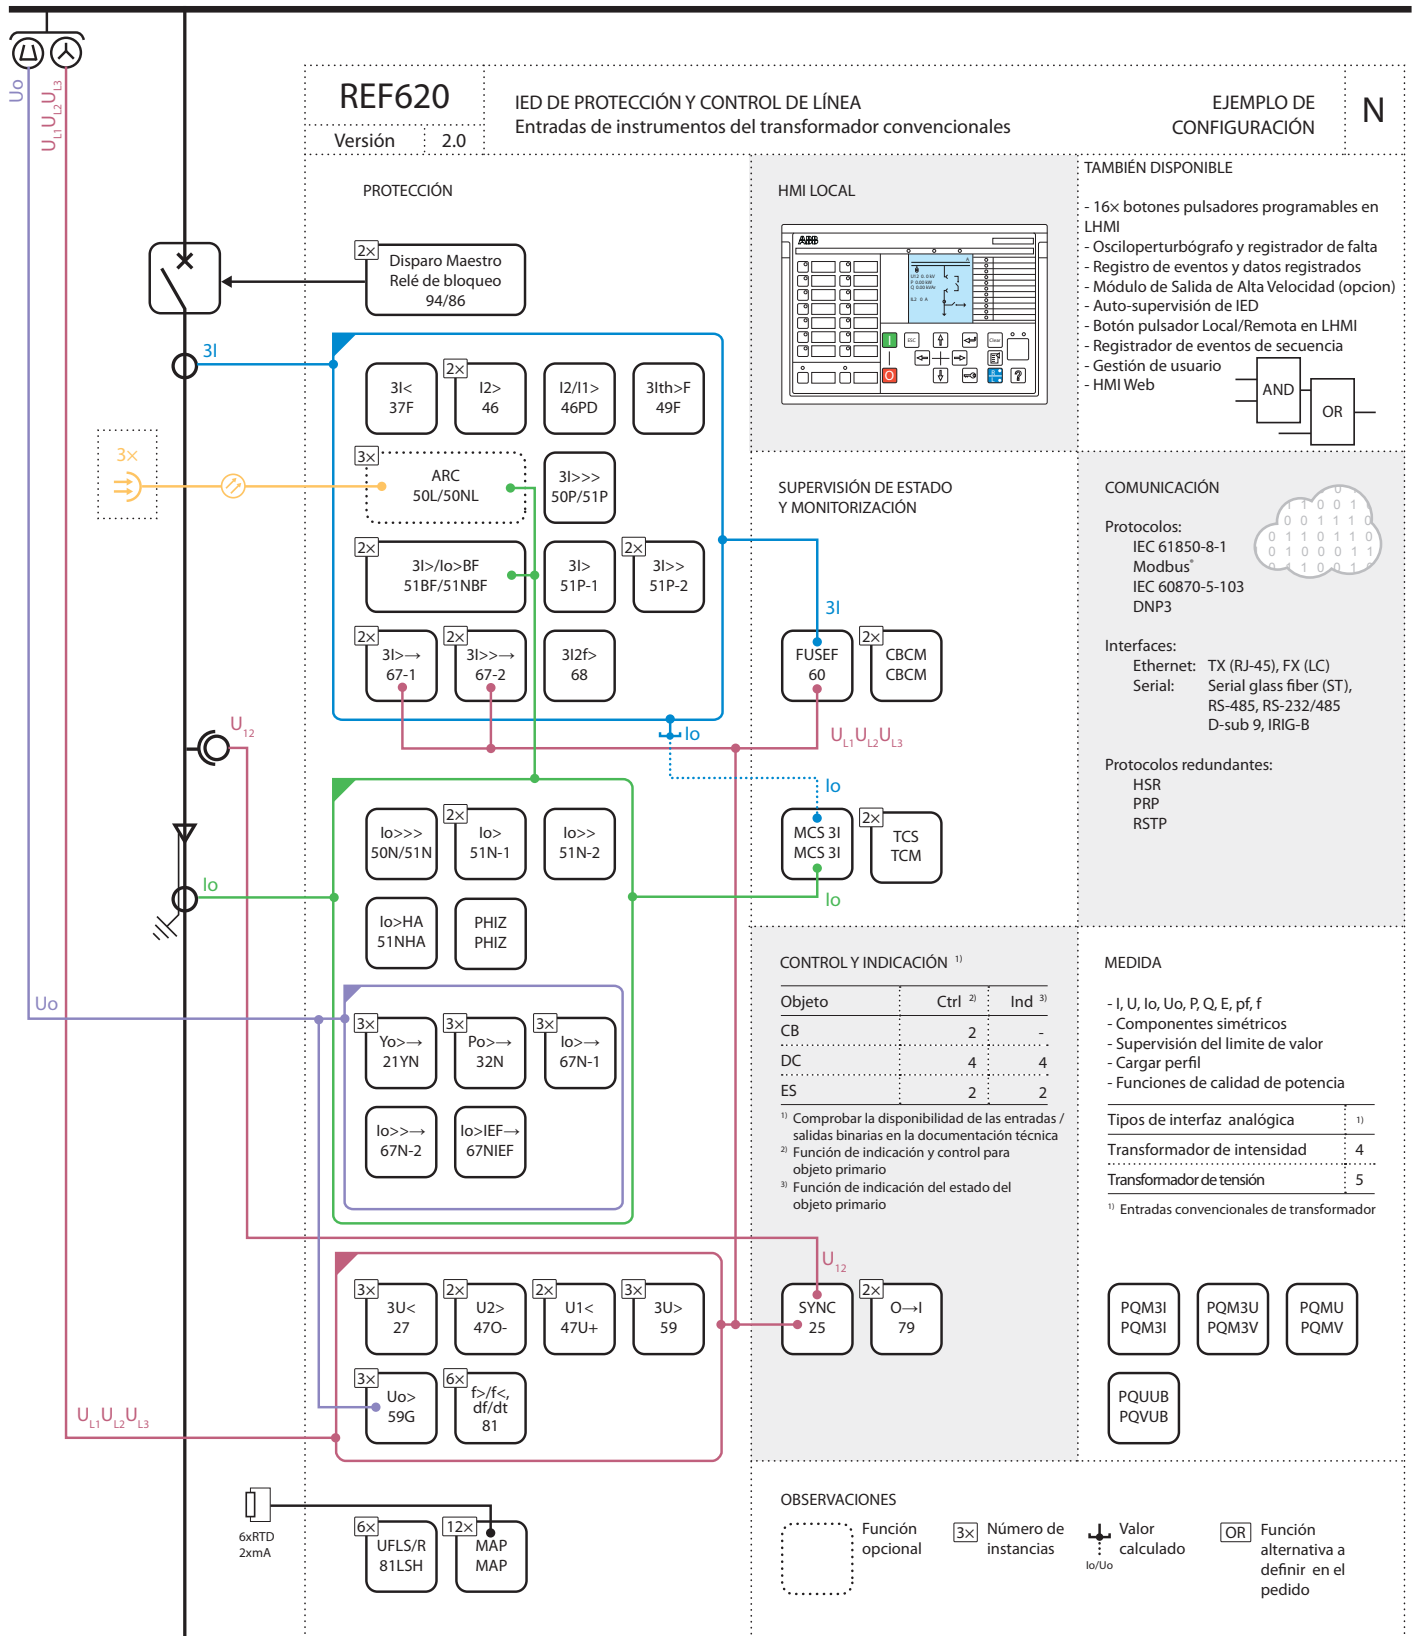 Uo
UL1UL2UL3
REF620
Versión 2.0
IED DE PROTECCIÓN Y CONTROL DE LÍNEA
Entradas de instrumentos del transformador convencionales
EJEMPLO DE
CONFIGURACIÓN
N
PROTECCIÓN
2×
Disparo Maestro
Relé de bloqueo
94/86
3I
3I<
37F
2×
I2>
46
I2/I1>
46PD
3Ith>F
49F
3×
3×
ARC
50L/50NL
3I>>>
50P/51P
2×
3I>/Io>BF
51BF/51NBF
3I>
51P-1
2×
3I>>
51P-2
2×
3I>→
67-1
2×
3I>>→
67-2
3I2f>
68
U12
Io
Io>>>
50N/51N
2×
Io>
51N-1
Io>>
51N-2
Io
Io>HA
51NHA
PHIZ
PHIZ
Uo
3×
Yo>→
21YN
3×
Po>→
32N
3×
Io>→
67N-1
Io>>→
67N-2
Io>IEF→
67NIEF
3×
3U<
27
2×
U2>
47O-
2×
U1<
47U+
3×
3U>
59
3×
Uo>
59G
6×
f>/f<,
df/dt
81
UL1UL2UL3
6xRTD
2xmA
6×
UFLS/R
81LSH
12×
MAP
MAP
HMI LOCAL
ABB
U12 0. 0 kV
P 0.00 kW
Q 0.00 kVAr
IL2 0 A
A
ESC
Clear
I
O
R
L
?
SUPERVISIÓN DE ESTADO
Y MONITORIZACIÓN
3I
FUSEF
60
2×
CBCM
CBCM
UL1UL2UL3
Io
MCS 3I
MCS 3I
2×
TCS
TCM
Io
CONTROL Y INDICACIÓN 1)
Objeto Ctrl 2) Ind 3)
CB 2 -
DC 4 4
ES 2 2
1) Comprobar la disponibilidad de las entradas /
salidas binarias en la documentación técnica
2) Función de indicación y control para
objeto primario
3) Función de indicación del estado del
objeto primario
U12
SYNC
25
2×
O→I
79
TAMBIÉN DISPONIBLE
- 16× botones pulsadores programables en
LHMI
- Osciloperturbógrafo y registrador de falta
- Registro de eventos y datos registrados
- Módulo de Salida de Alta Velocidad (opcion)
- Auto-supervisión de IED
- Botón pulsador Local/Remota en LHMI
- Registrador de eventos de secuencia
- Gestión de usuario
- HMI Web
AND
OR
COMUNICACIÓN
Protocolos:
IEC 61850-8-1
Modbus®
IEC 60870-5-103
DNP3
Interfaces:
Ethernet: TX (RJ-45), FX (LC)
Serial: Serial glass fiber (ST),
RS-485, RS-232/485
D-sub 9, IRIG-B
Protocolos redundantes:
HSR
PRP
RSTP
MEDIDA
- I, U, Io, Uo, P, Q, E, pf, f
- Componentes simétricos
- Supervisión del limite de valor
- Cargar perfil
- Funciones de calidad de potencia
Tipos de interfaz analógica 1)
Transformador de intensidad 4
Transformador de tensión 5
1) Entradas convencionales de transformador
PQM3I
PQM3I
PQM3U
PQM3V
PQMU
PQMV
PQUUB
PQVUB
OBSERVACIONES
Función
opcional
3×
Número de
instancias
Io/Uo
Valor
calculado
OR
Función
alternativa a
definir en el
pedido